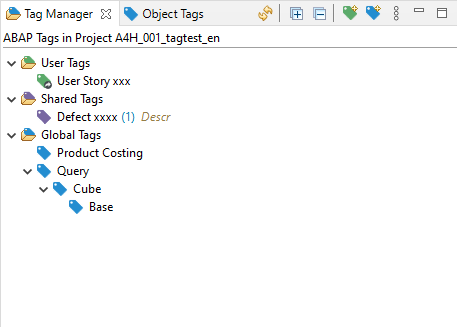 Tag Manager Object Tags
ABAP Tags in Project A4H_001_tagtest_en
User Tags
User Story xxx
Shared Tags
Defect xxxx (1) Descr
Global Tags
Product Costing
Query
Cube
Base